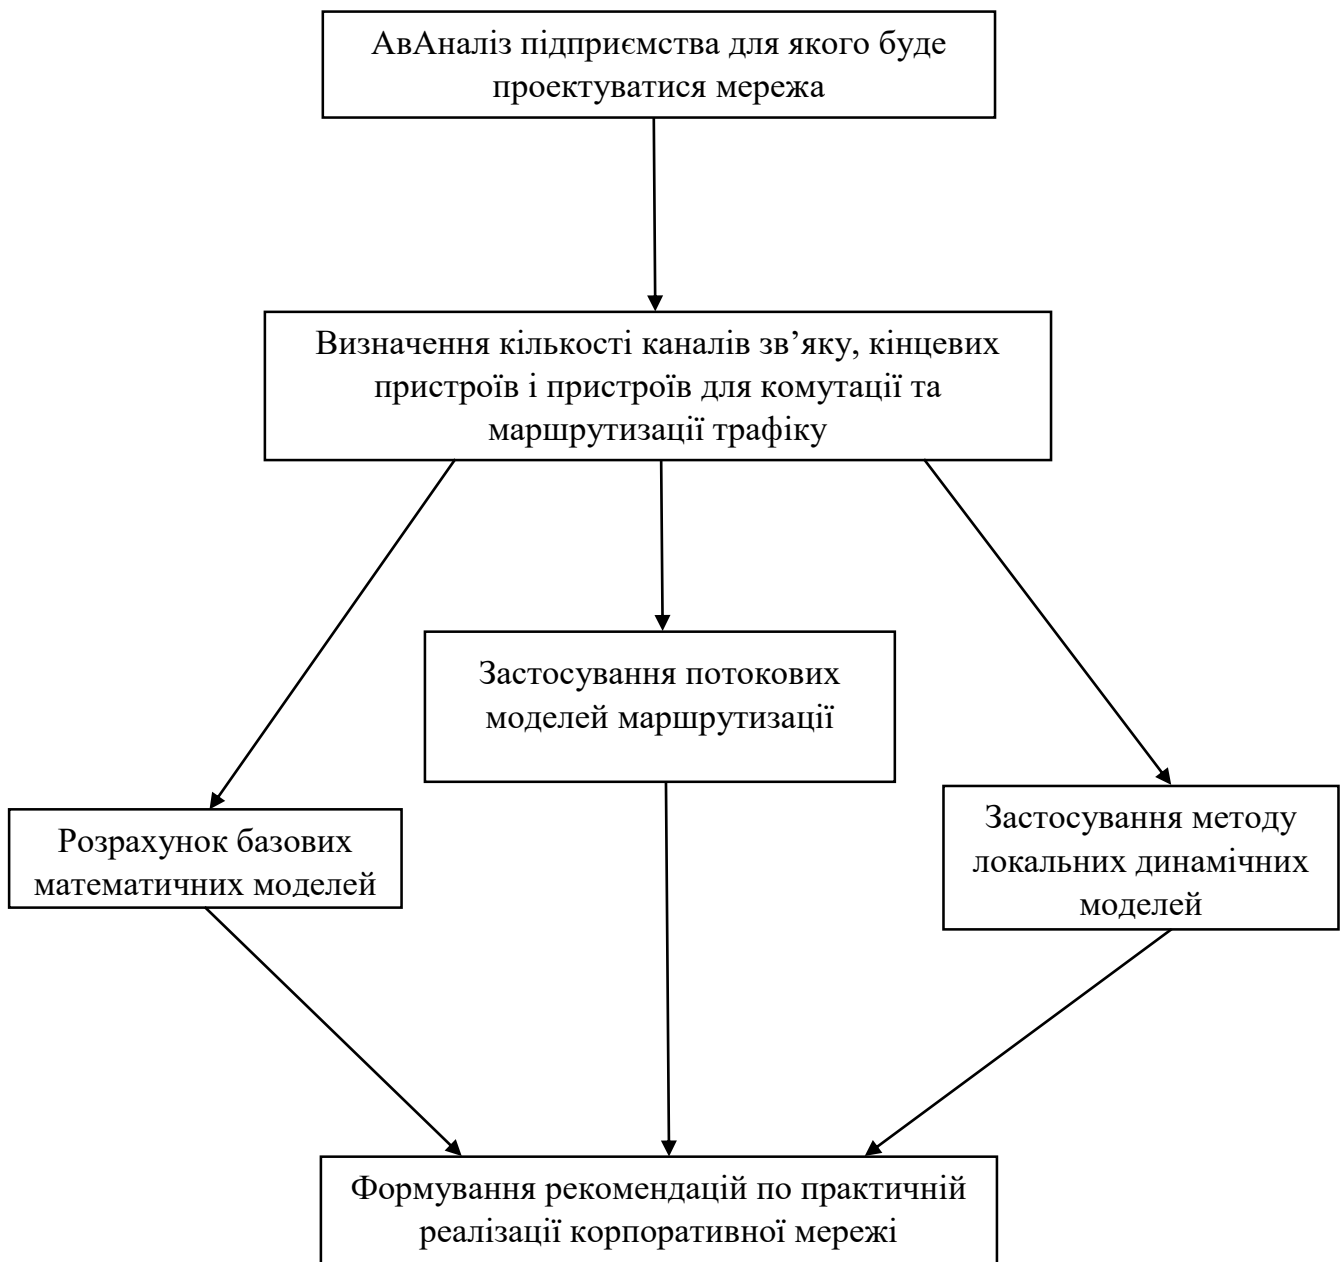 АвАналіз підприємства для якого буде
проектуватися мережа
Визначення кількості каналів зв’яку, кінцевих
пристроїв і пристроїв для комутації та
маршрутизації трафіку
Застосування потокових
моделей маршрутизації
Розрахунок базових
математичних моделей
Застосування методу
локальних динамічних
моделей
Формування рекомендацій по практичній
реалізації корпоративної мережі